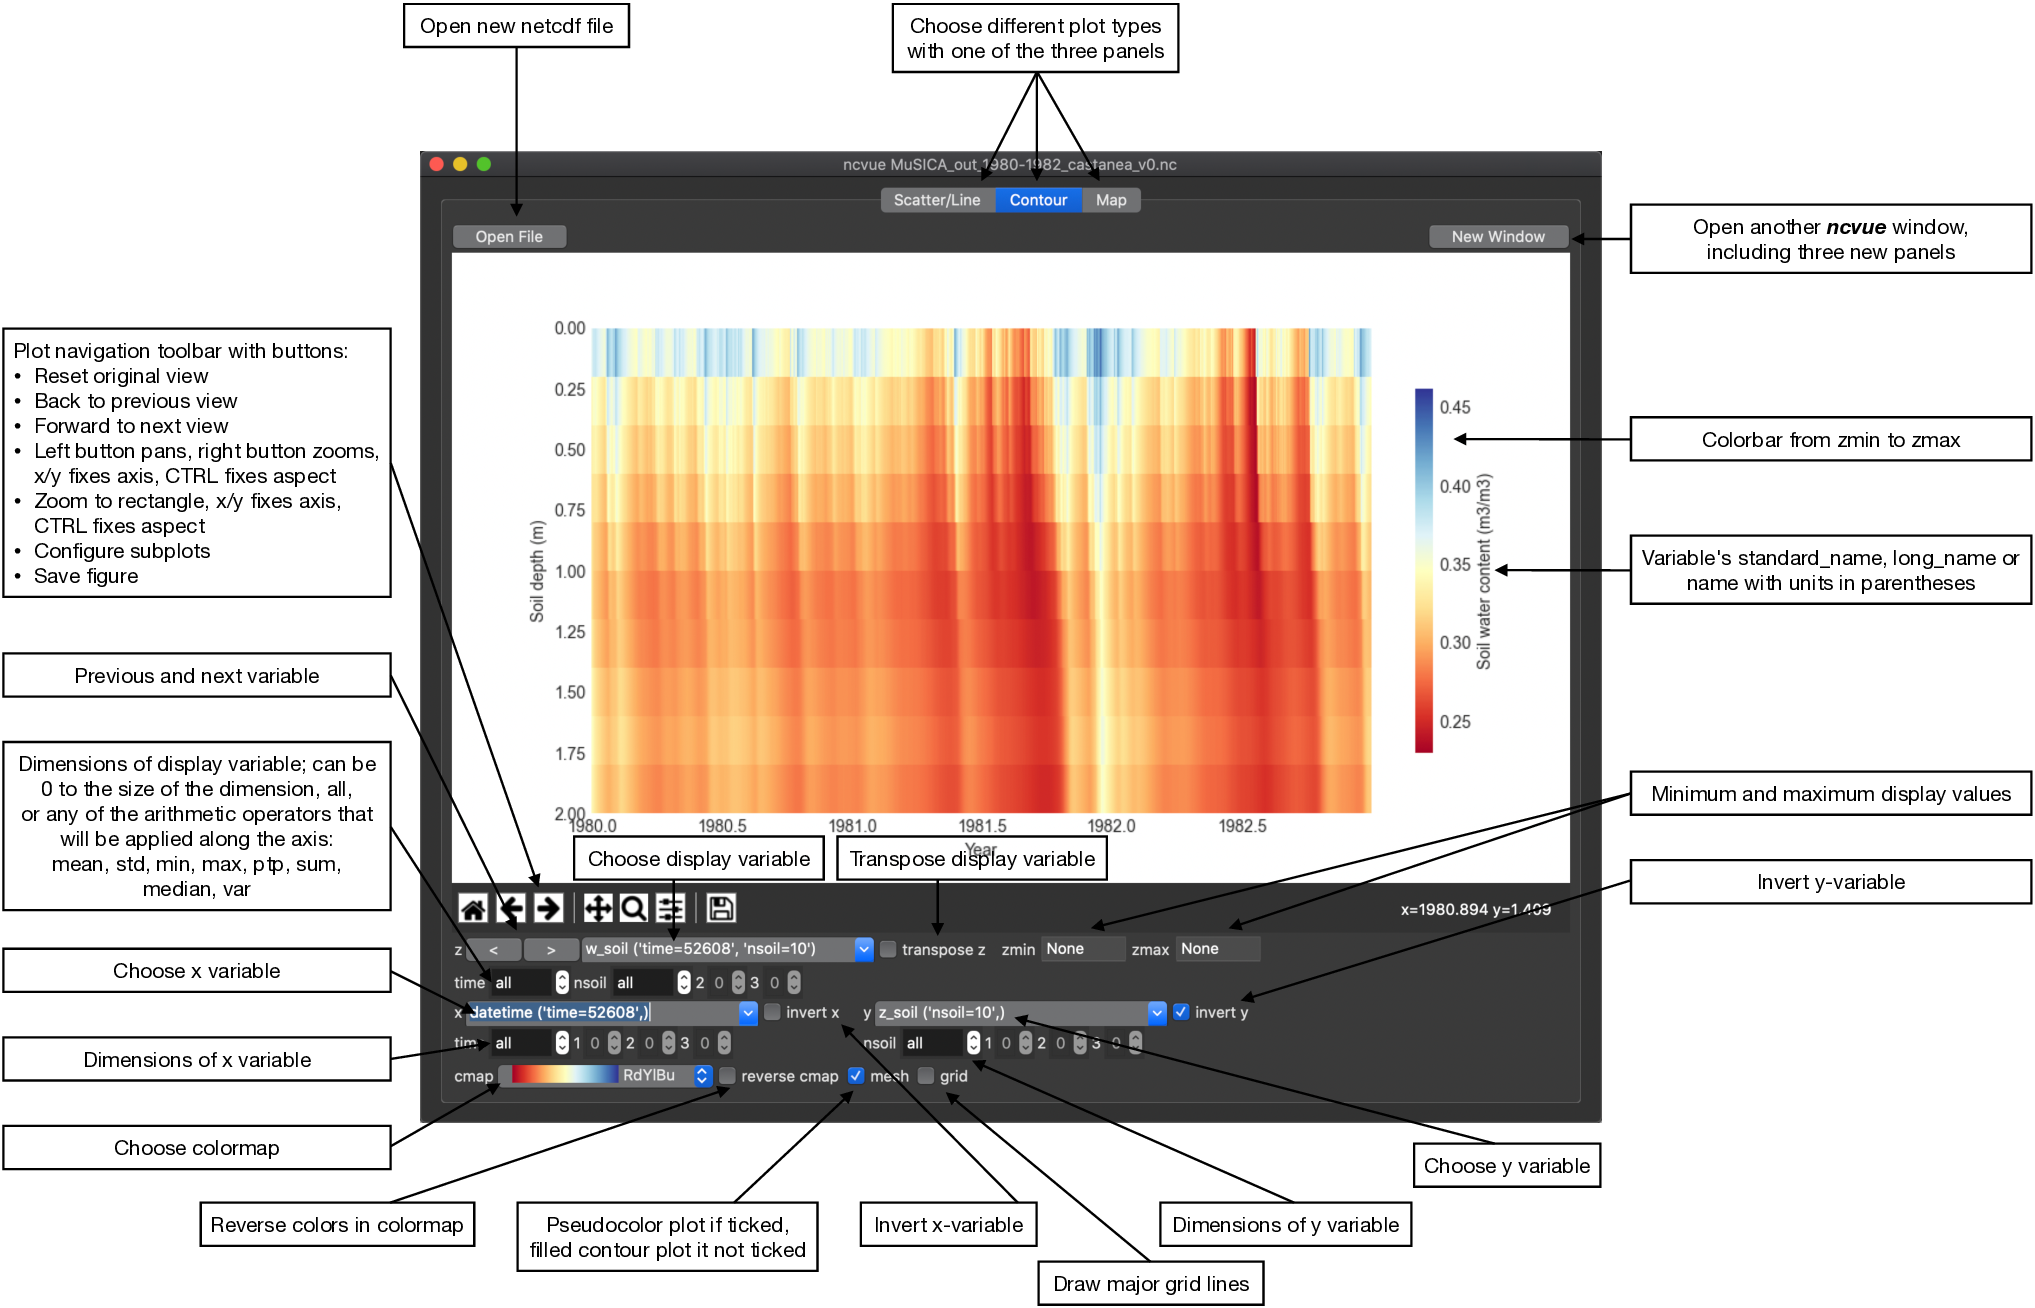 Open new netcdf file
Choose different plot types
with one of the three panels
ncvue MuSICA_out_1980-1982_castanea_v0.nc
Scatter/Line
Contour
Map
Open File
New Window
Open another ncvue window,
including three new panels
Plot navigation toolbar with buttons:
• Reset original view
• Back to previous view
• Forward to next view
• Left button pans, right button zooms,
x/y fixes axis, CTRL fixes aspect
• Zoom to rectangle, x/y fixes axis,
CTRL fixes aspect
• Configure subplots
• Save figure
Previous and next variable
Dimensions of display variable; can be
0 to the size of the dimension, all,
or any of the arithmetic operators that
will be applied along the axis:
mean, std, min, max, ptp, sum,
median, var
Choose x variable
Dimensions of x variable
Choose colormap
0.00
0.25
0.50
0.75
1.00
1.25
1.50
1.75
2.00
Soil depth (m)
1980.0
1980.5
1981.0
1981.5
1982.0
1982.5
Year
0.45
0.40
0.35
0.30
0.25
Soil water content (m3/m3)
Colorbar from zmin to zmax
Variable's standard_name, long_name or
name with units in parentheses
Minimum and maximum display values
Invert y-variable
Choose display variable
Transpose display variable
x=1980.894 y=1.409
z < > w_soil ('time=52608', 'nsoil=10') transpose z zmin None zmax None
time all nsoil all 2 0 3 0
x datetime ('time=52608',) invert x y z_soil ('nsoil=10',) invert y
time all 1 0 2 0 3 0 nsoil all 1 0 2 0 3 0
cmap RdYlBu reverse cmap mesh grid
Choose y variable
Reverse colors in colormap
Pseudocolor plot if ticked,
filled contour plot it not ticked
Invert x-variable
Dimensions of y variable
Draw major grid lines